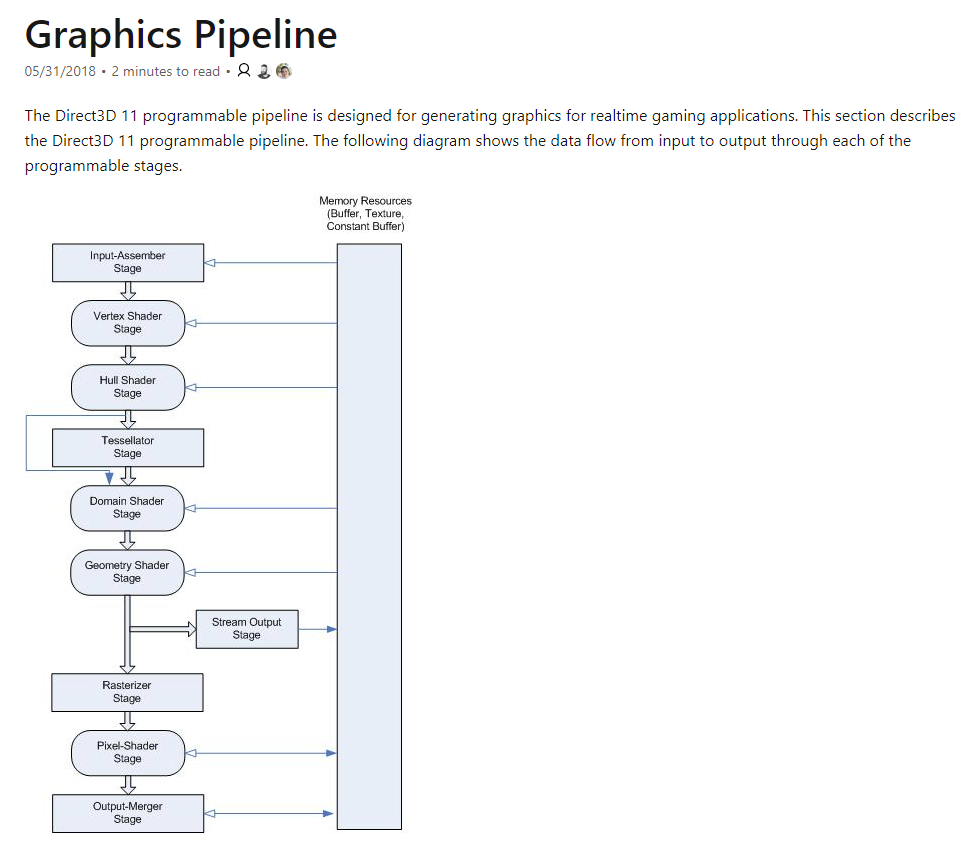 Graphics Pipeline
05/31/2018 • 2 minutes to read •
The Direct3D 11 programmable pipeline is designed for generating graphics for realtime gaming applications. This section describes
the Direct3D 11 programmable pipeline. The following diagram shows the data flow from input to output through each of the
programmable stages.
Memory Resources
(Buffer, Texture,
Constant Buffer)
Input-Assember
Stage
Vertex Shader
Stage
Hull Shader
Stage
Tessellator
Stage
Domain Shader
Stage
Geometry Shader
Stage
Stream Output
Stage
Rasterizer
Stage
Pixel-Shader
Stage
Output-Merger
Stage